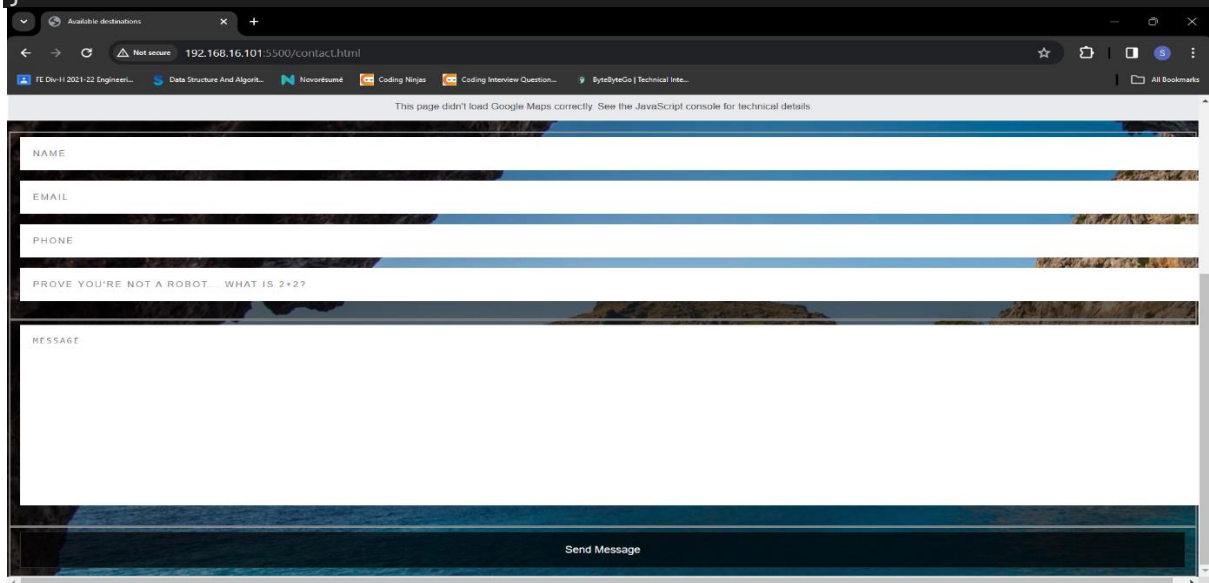 Available destinations
Not secure 192.168.16.101:5500/contact.html
S
FE Div-H 2021-22 Engineeri... Data Structure And Algorit... Novorésumé Coding Ninjas Coding Interview Question... ByteByteGo | Technical Inte... All Bookmarks
This page didn't load Google Maps correctly. See the JavaScript console for technical details.
NAME
EMAIL
PHONE
PROVE YOU'RE NOT A ROBOT... WHAT IS 2+2?
MESSAGE
Send Message